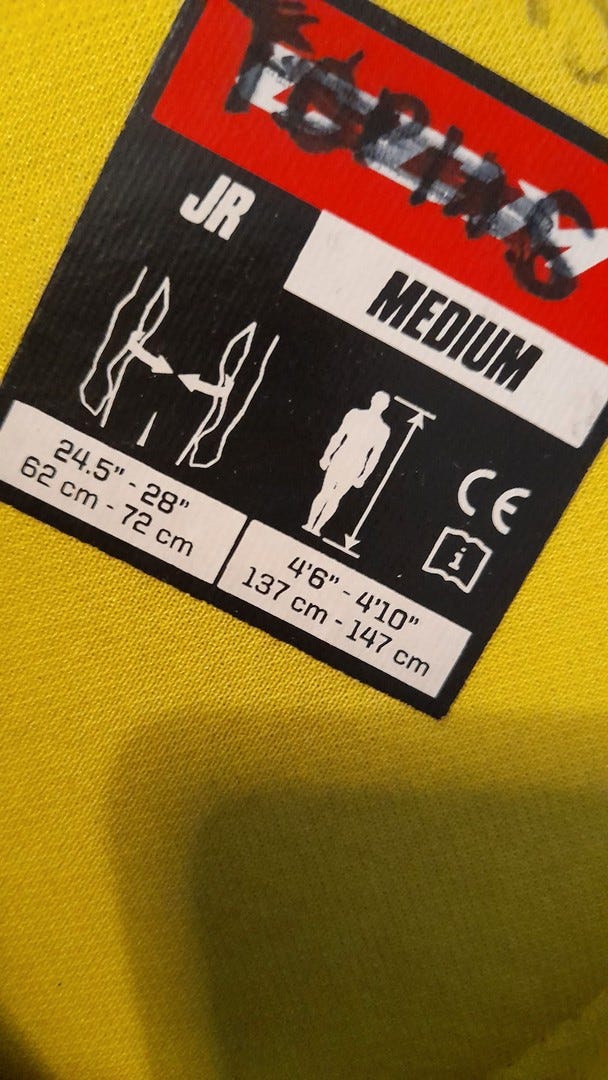 JR
MEDIUM
24.5" - 28"
62 cm - 72 cm
4'6" - 4'10"
137 cm - 147 cm
CE
i